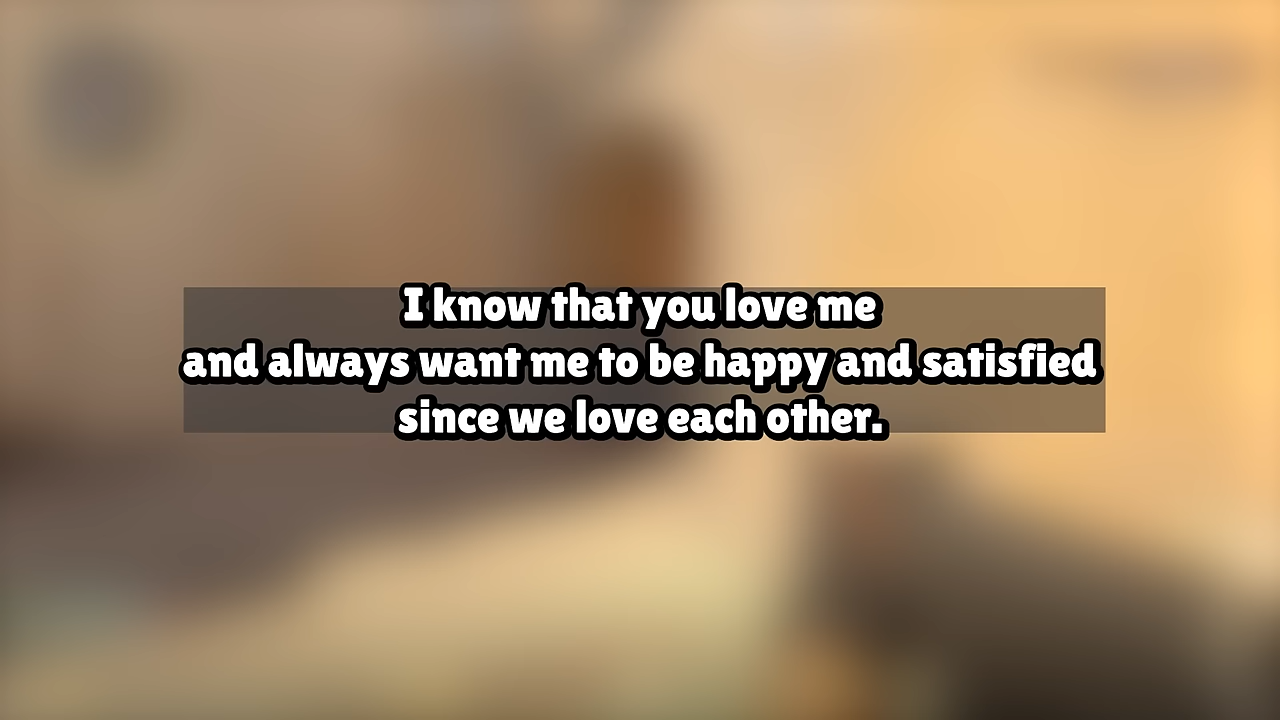 I know that you love me
and always want me to be happy and satisfied
since we love each other.